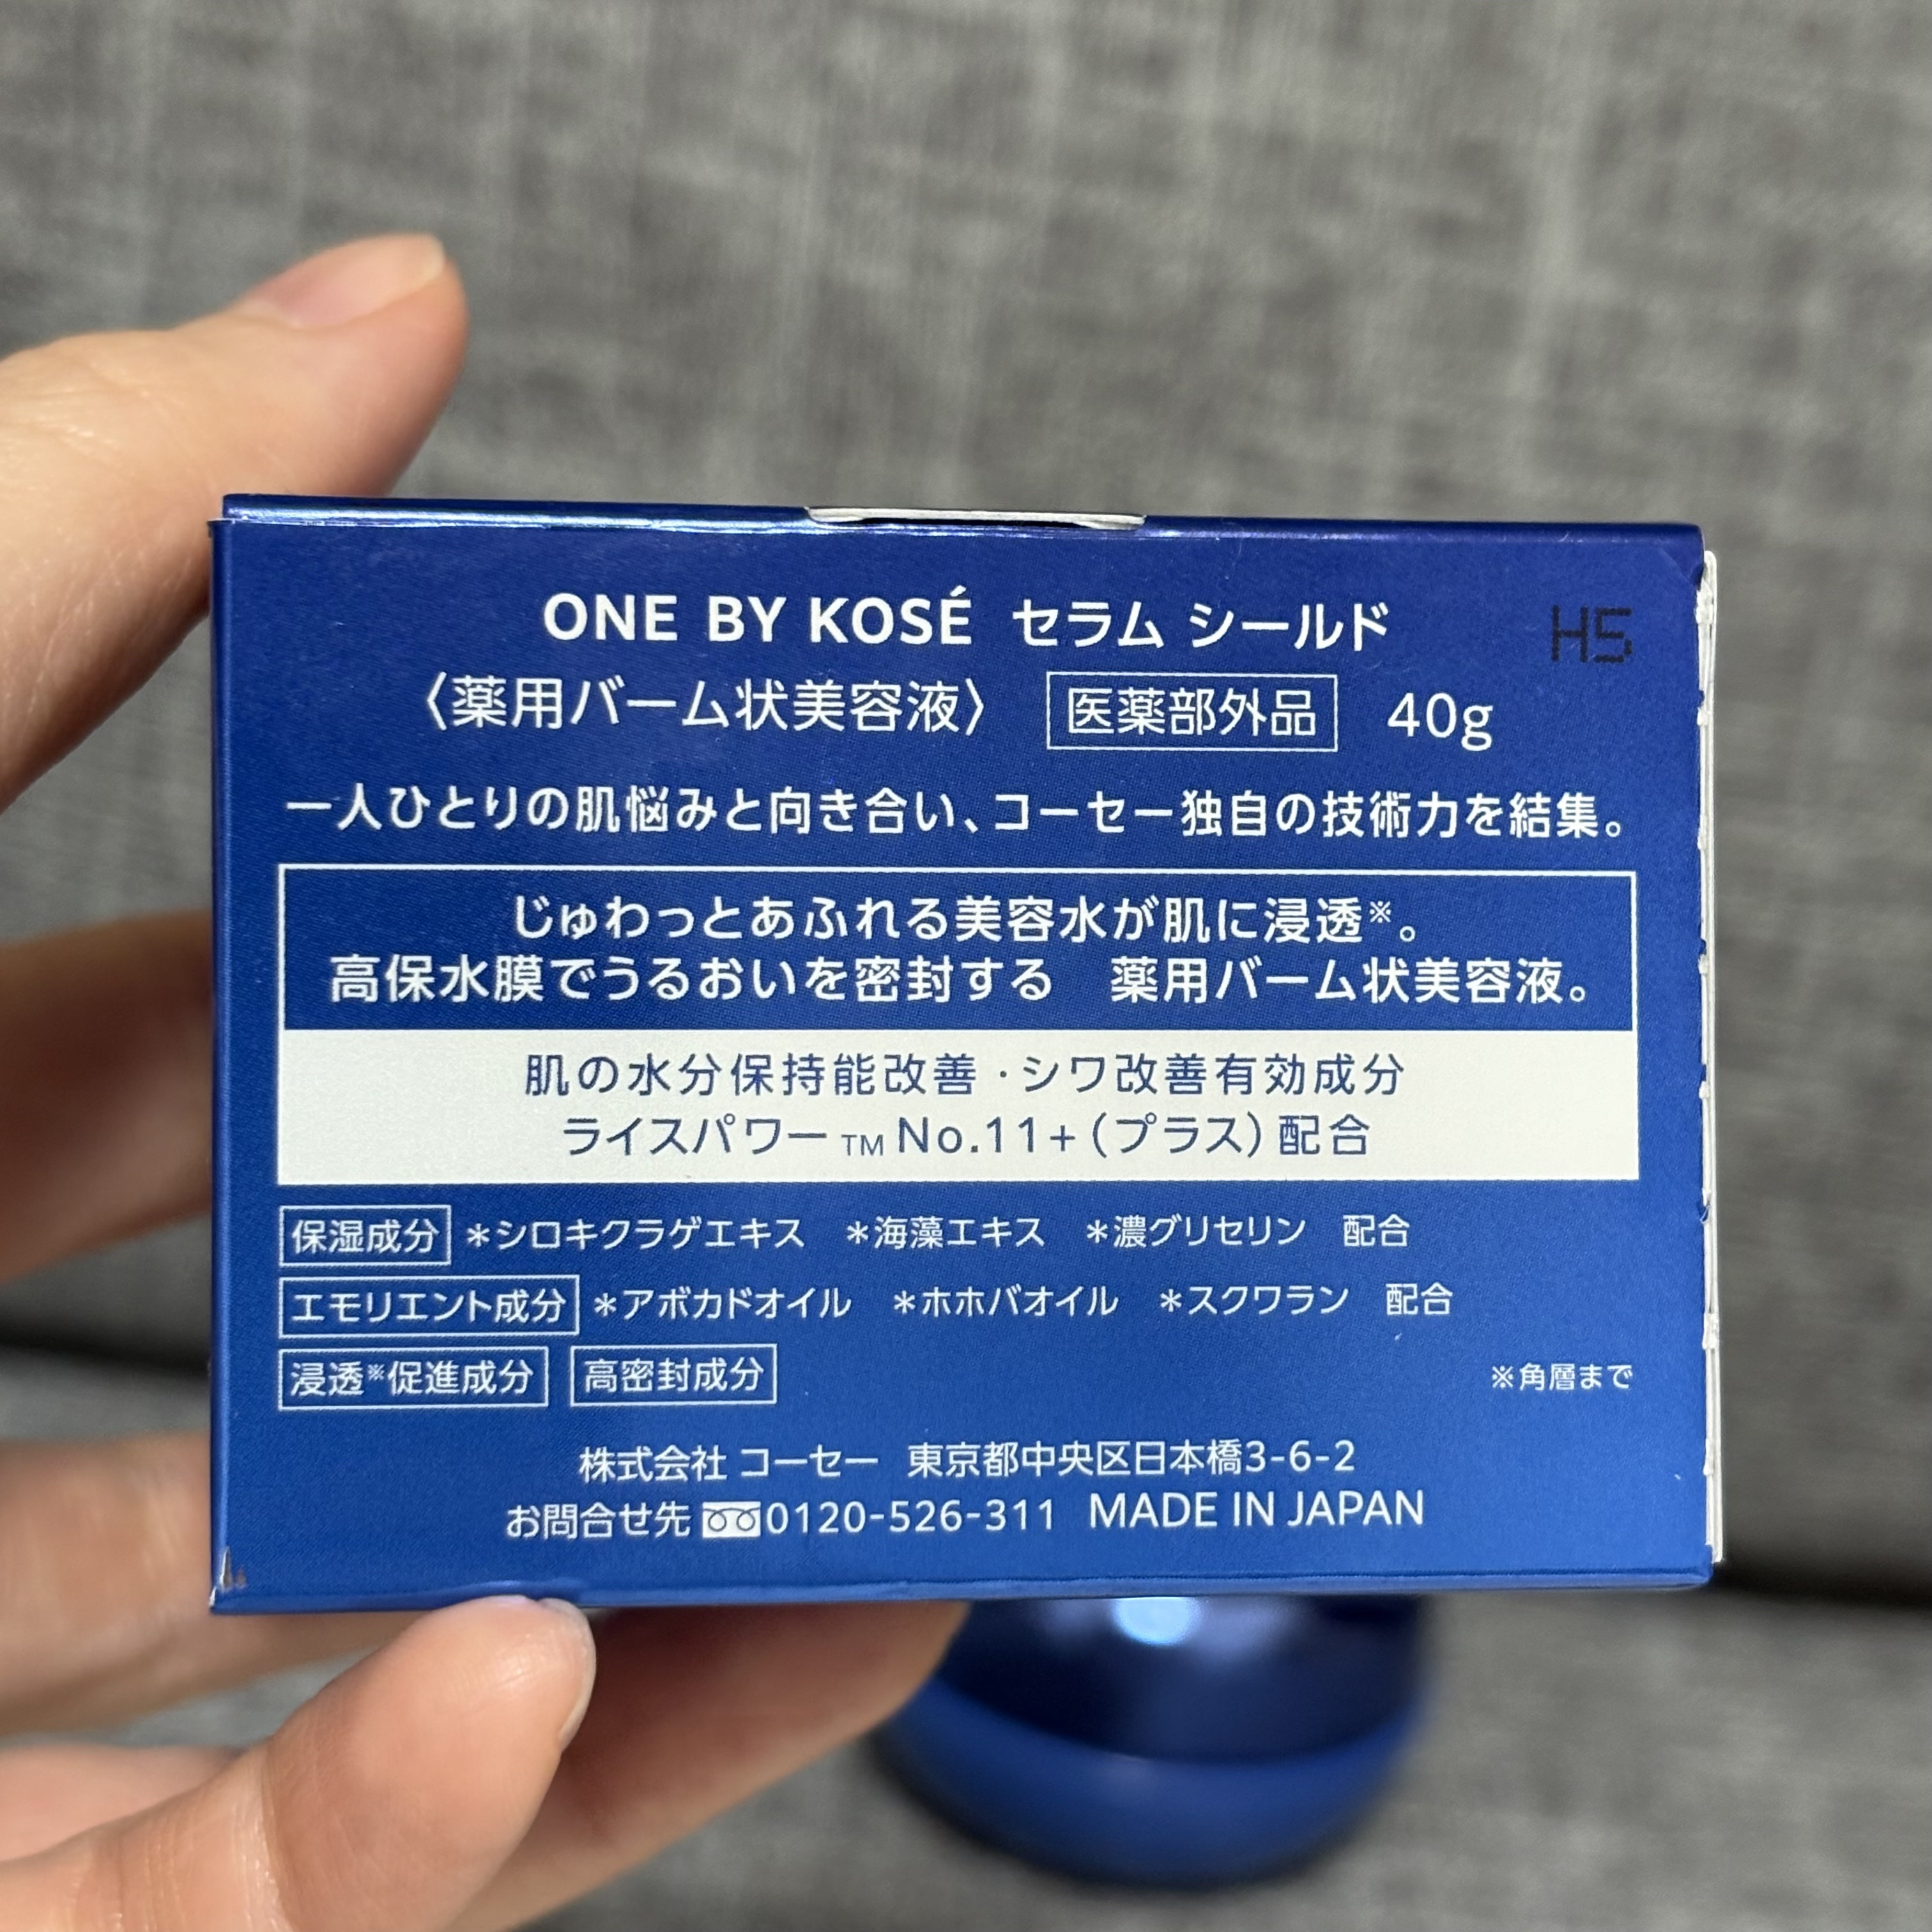 ONE BY KOSÉ セラム シールド H5
〈薬用バーム状美容液〉 医薬部外品 40g
一人ひとりの肌悩みと向き合い、コーセー独自の技術力を結集。
じゅわっとあふれる美容水が肌に浸透※。
高保水膜でうるおいを密封する 薬用バーム状美容液。
肌の水分保持能改善・シワ改善有効成分
ライスパワー TM No.11+(プラス)配合
保湿成分 *シロキクラゲエキス *海藻エキス *濃グリセリン 配合
エモリエント成分 *アボカドオイル *ホホバオイル *スクワラン 配合
浸透※促進成分 高密封成分 ※角層まで
株式会社 コーセー 東京都中央区日本橋3-6-2
お問合せ先 0120-526-311 MADE IN JAPAN